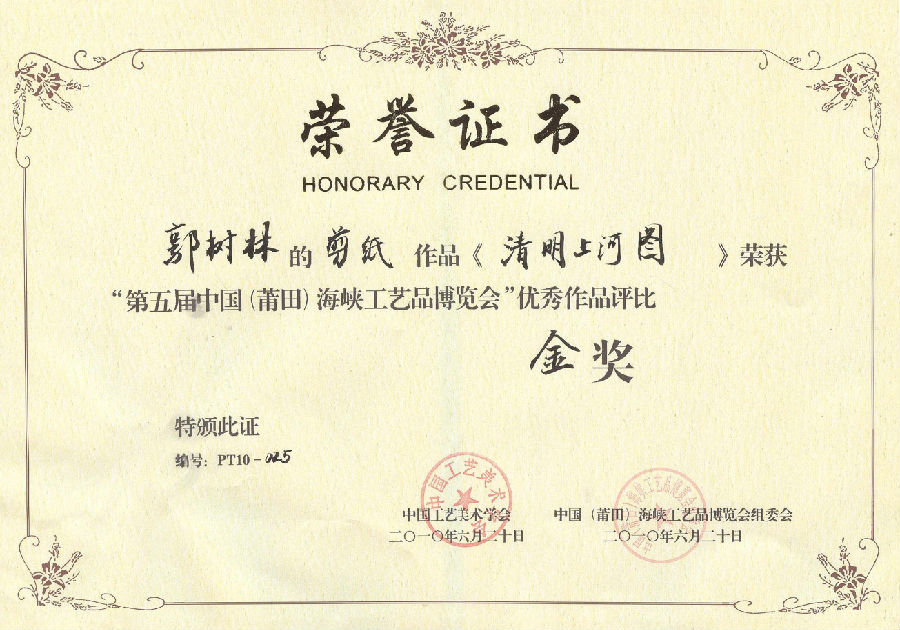 荣誉证书
HONORARY CREDENTIAL
郭树林的剪纸作品《清明上河图》荣获
“第五届中国(莆田)海峡工艺品博览会”优秀作品评比
金奖
特颁此证
编号：PT10-025
中国工艺美术学会
二〇一〇年六月二十日
中国（莆田）海峡工艺品博览会组委会
二〇一〇年六月二十日